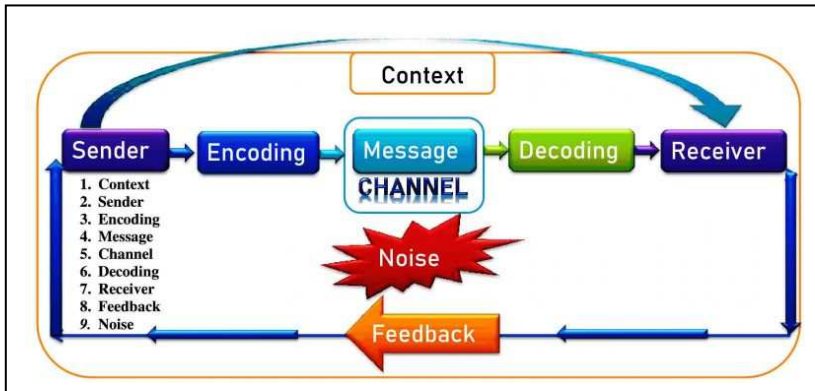 Context
Sender
Encoding
Message
Decoding
Receiver
CHANNEL
1. Context
2. Sender
3. Encoding
4. Message
5. Channel
6. Decoding
7. Receiver
8. Feedback
9. Noise
Noise
Feedback